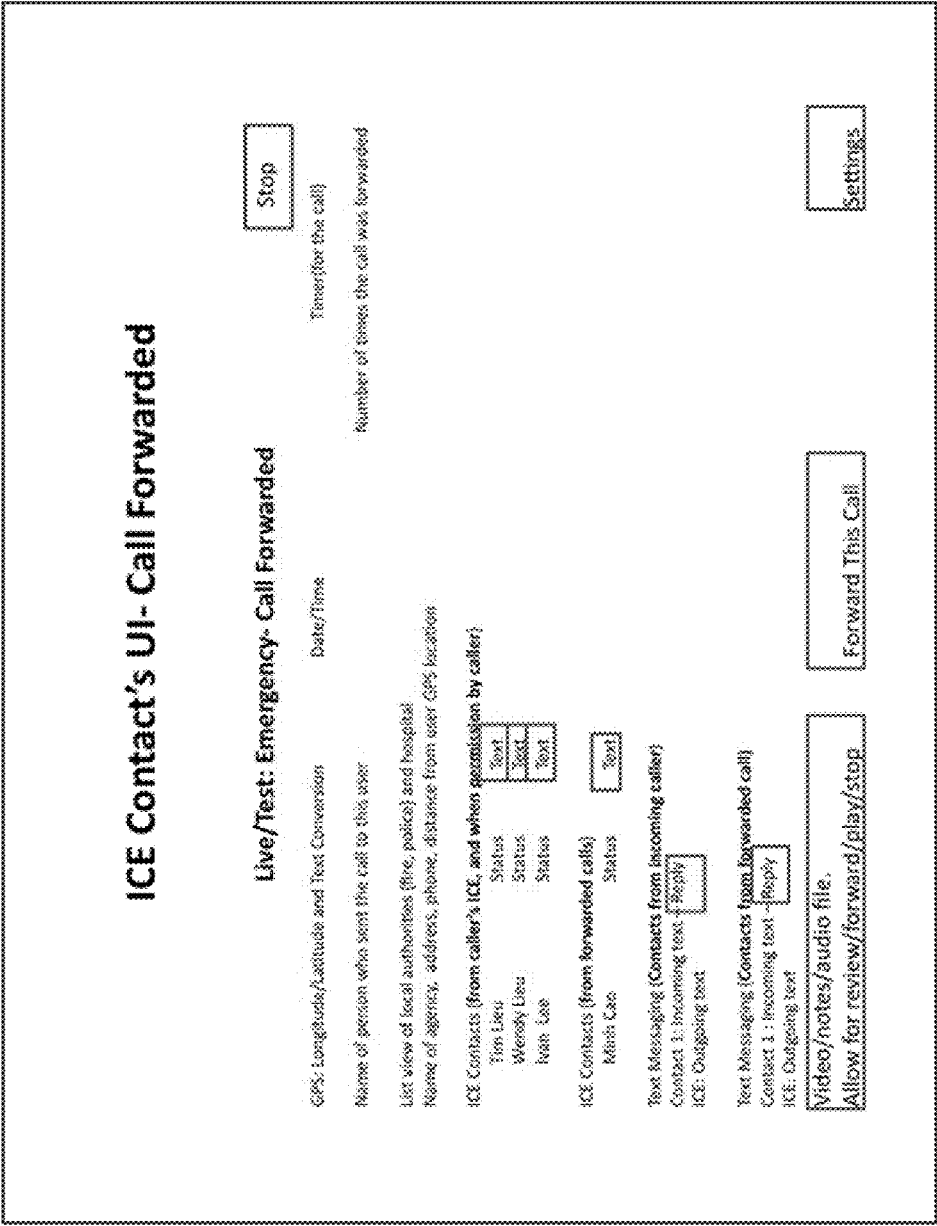 ICE Contact's UI- Call Forwarded
Live/Test: Emergency- Call Forwarded
Stop
GPS: Longitude/Latitude and Text Conversion
Date/Time
Timer(for the call)
Name of person who sent the call to this user
Number of times the call was forwarded
List view of local authorities (fire, police) and hospital
Name of agency, address, phone, distance from user GPS location
ICE Contacts (from caller's ICE, and when permission by caller)
Tim Lieu Status Text
Wendy Lieu Status Text
Ivan Lee Status Text
ICE Contacts (from forwarded calls)
Minh Cao Status Text
Text Messaging (Contacts from incoming caller)
Contact 1: Incoming text -- Reply
ICE: Outgoing text
Text Messaging (Contacts from forwarded call)
Contact 1 : Incoming text -- Reply
ICE: Outgoing text
Video/notes/audio file.
Allow for review/forward/play/stop
Forward This Call
Settings